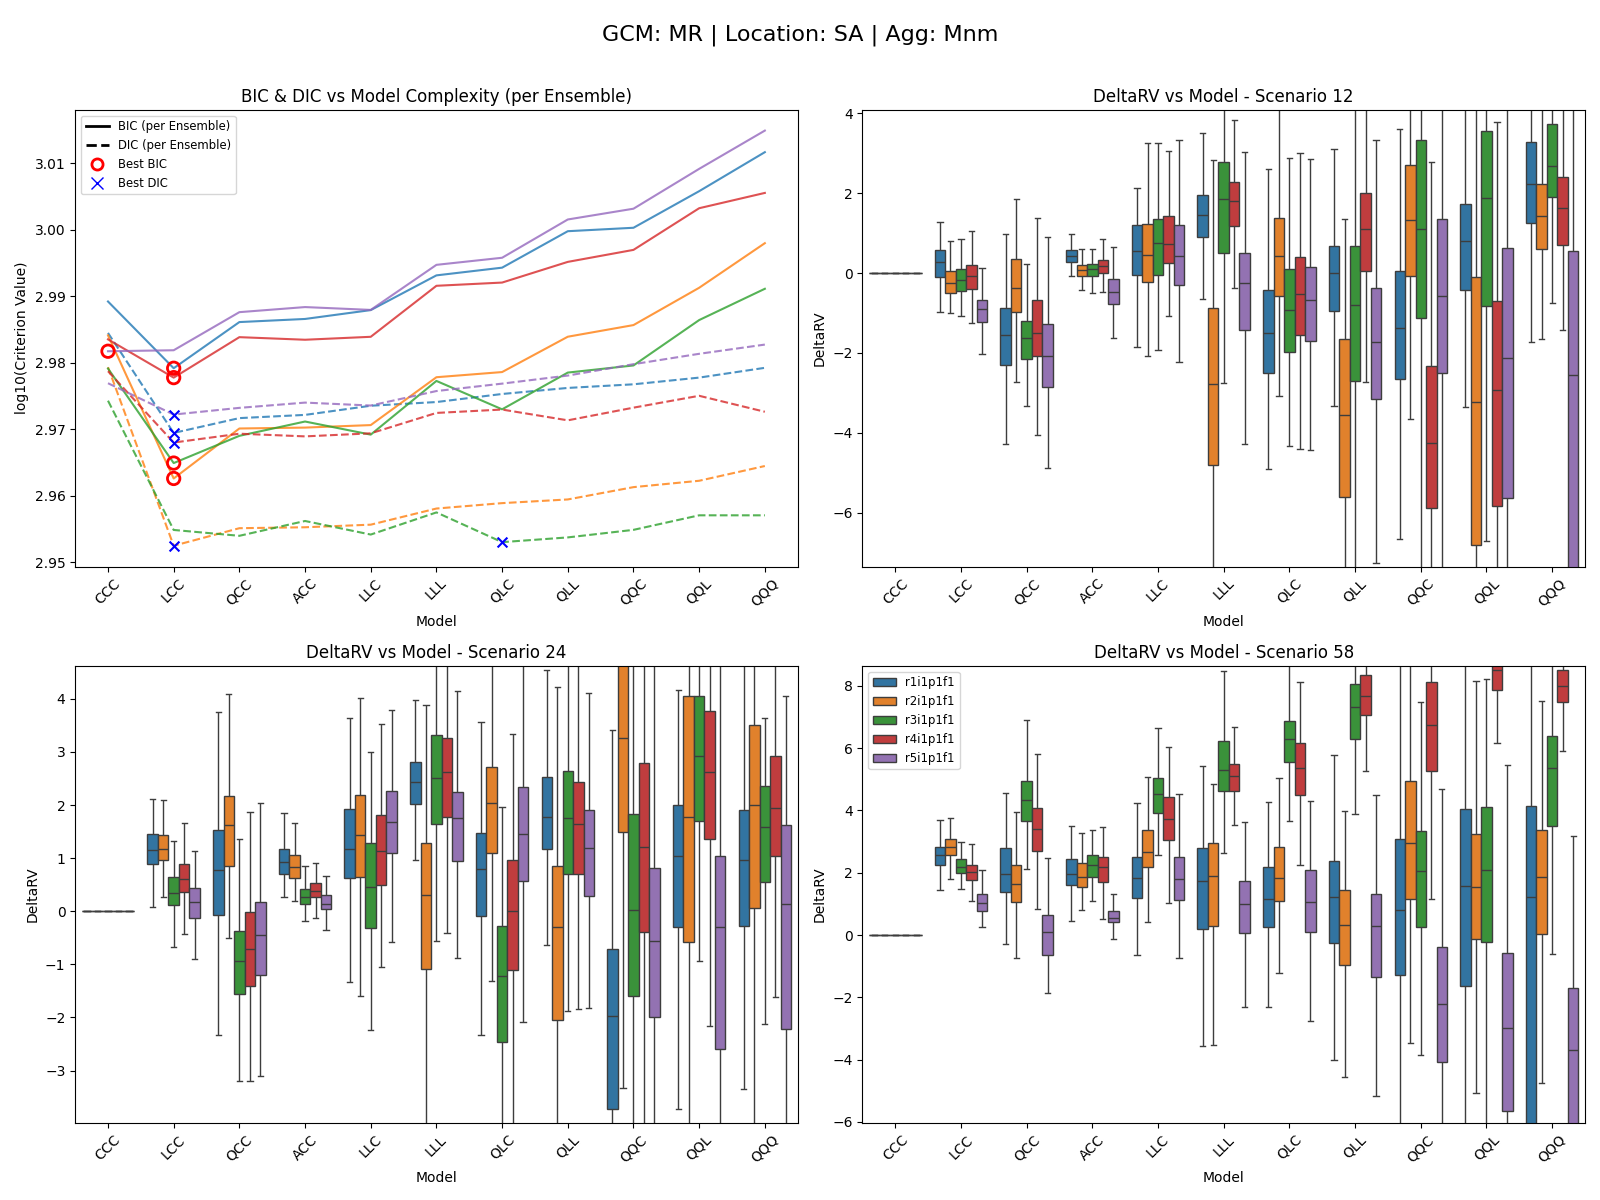 GCM: MR | Location: SA | Agg: Mnm
BIC & DIC vs Model Complexity (per Ensemble)
log10(Criterion Value)
3.01
3.00
2.99
2.98
2.97
2.96
2.95
BIC (per Ensemble)
DIC (per Ensemble)
Best BIC
Best DIC
CCC LCC QCC ACC LLC LLL QLC QLL QQC QQL QQQ
Model
DeltaRV vs Model - Scenario 12
DeltaRV
4
2
0
−2
−4
−6
CCC LCC QCC ACC LLC LLL QLC QLL QQC QQL QQQ
Model
DeltaRV vs Model - Scenario 24
DeltaRV
4
3
2
1
0
−1
−2
−3
CCC LCC QCC ACC LLC LLL QLC QLL QQC QQL QQQ
Model
DeltaRV vs Model - Scenario 58
DeltaRV
8
6
4
2
0
−2
−4
−6
r1i1p1f1
r2i1p1f1
r3i1p1f1
r4i1p1f1
r5i1p1f1
CCC LCC QCC ACC LLC LLL QLC QLL QQC QQL QQQ
Model